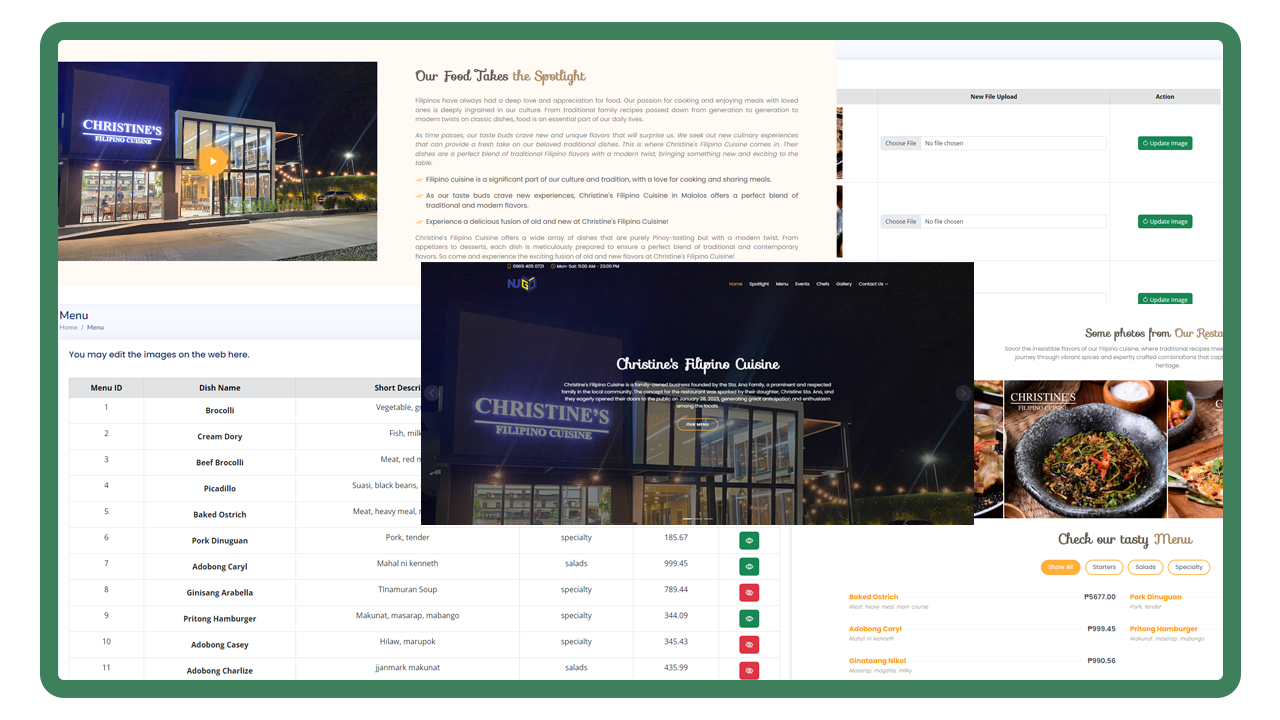 CHRISTINE'S
FILIPINO CUISINE
Our Food Takes the Spotlight
Filipinos have always had a deep love and appreciation for food. Our passion for cooking and enjoying meals with loved
ones is deeply ingrained in our culture. From traditional family recipes passed down from generation to generation to
modern twists on classic dishes, food is an essential part of our daily lives.
As time passes, our taste buds crave new and unique flavors that will surprise us. We seek out new culinary experiences
that can provide a fresh take on our beloved traditional dishes. This is where Christine's Filipino Cuisine comes in. Their
dishes are a perfect blend of traditional Filipino flavors with a modern twist, bringing something new and exciting to the
table.
Filipino cuisine is a significant part of our culture and tradition, with a love for cooking and sharing meals.
As our taste buds crave new experiences, Christine's Filipino Cuisine in Malolos offers a perfect blend of
traditional and modern flavors.
Experience a delicious fusion of old and new at Christine's Filipino Cuisine!
Christine's Filipino Cuisine offers a wide array of dishes that are purely Pinoy-tasting but with a modern twist. From
appetizers to desserts, each dish is meticulously prepared to ensure a perfect blend of traditional and contemporary
flavors. So come and experience the exciting fusion of old and new flavors at Christine's Filipino Cuisine!
New File Upload Action
Choose File No file chosen Update Image
Choose File No file chosen Update Image
Update Image
0969 405 0721 Mon-Sat: 11:00 AM - 23:00 PM
Home Spotlight Menu Events Chefs Gallery Contact Us
Christine's Filipino Cuisine
Christine's Filipino Cuisine is a family-owned business founded by the Sta. Ana Family, a prominent and respected
family in the local community. The concept for the restaurant was sparked by their daughter, Christine Sta. Ana, and
they eagerly opened their doors to the public on January 28, 2023, generating great anticipation and enthusiasm
among the locals.
OUR MENU
CHRISTINE'S
FILIPINO CUISINE
Menu
Home / Menu
You may edit the images on the web here.
Menu ID Dish Name Short Descri
1 Brocolli Vegetable, g
2 Cream Dory Fish, milk
3 Beef Brocolli Meat, red m
4 Picadillo Suasi, black beans,
5 Baked Ostrich Meat, heavy meal,
6 Pork Dinuguan Pork, tender specialty 185.67
7 Adobong Caryl Mahal ni kenneth salads 999.45
8 Ginisang Arabella TInamuran Soup specialty 789.44
9 Pritong Hamburger Makunat, masarap, mabango specialty 344.09
10 Adobong Casey Hilaw, marupok specialty 345.43
11 Adobong Charlize jjanmark makunat salads 435.99
Some photos from Our Resta
Savor the irresistible flavors of our Filipino cuisine, where traditional recipes mee
journey through vibrant spices and expertly crafted combinations that capt
heritage.
CHRISTINE'S
FILIPINO CUISINE
Check our tasty Menu
Show All Starters Salads Specialty
Baked Ostrich ₱5677.00 Pork Dinuguan
Meat, heavy meal, main course Pork, tender
Adobong Caryl ₱999.45 Pritong Hamburger
Mahal ni kenneth Makunat, masarap, mabango
Ginataang Nikol ₱990.56
Masarap, magatas, milky